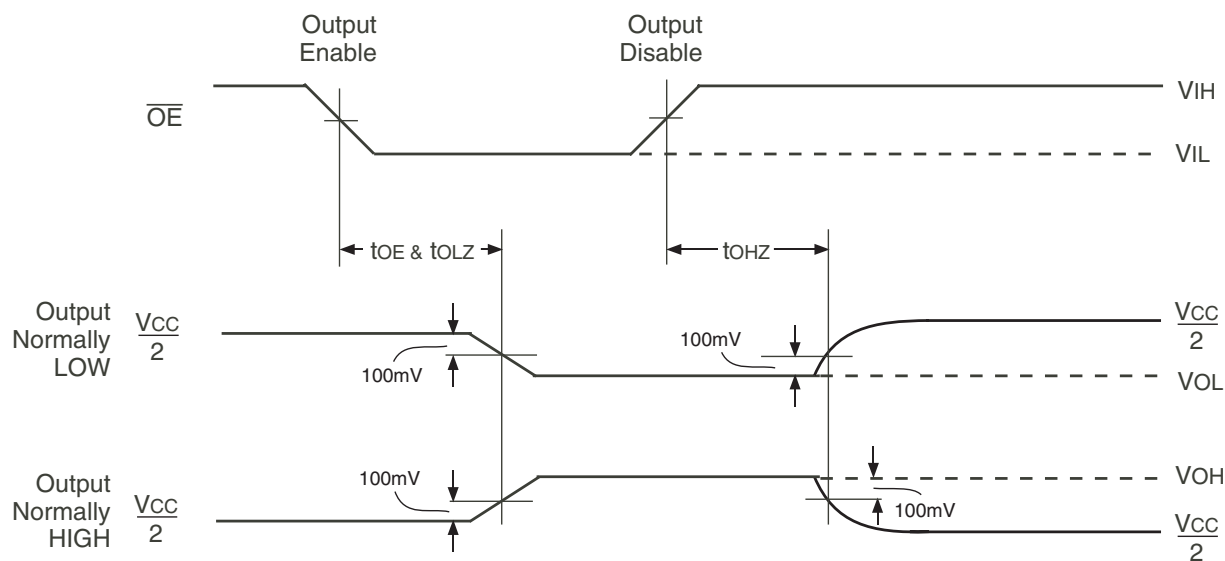 Output
Enable
Output
Disable
OE
VIH
VIL
tOE & tOLZ
tOHZ
Output
Normally
LOW
VCC
2
100mV
100mV
VCC
2
VOL
Output
Normally
HIGH
VCC
2
100mV
VOH
100mV
VCC
2